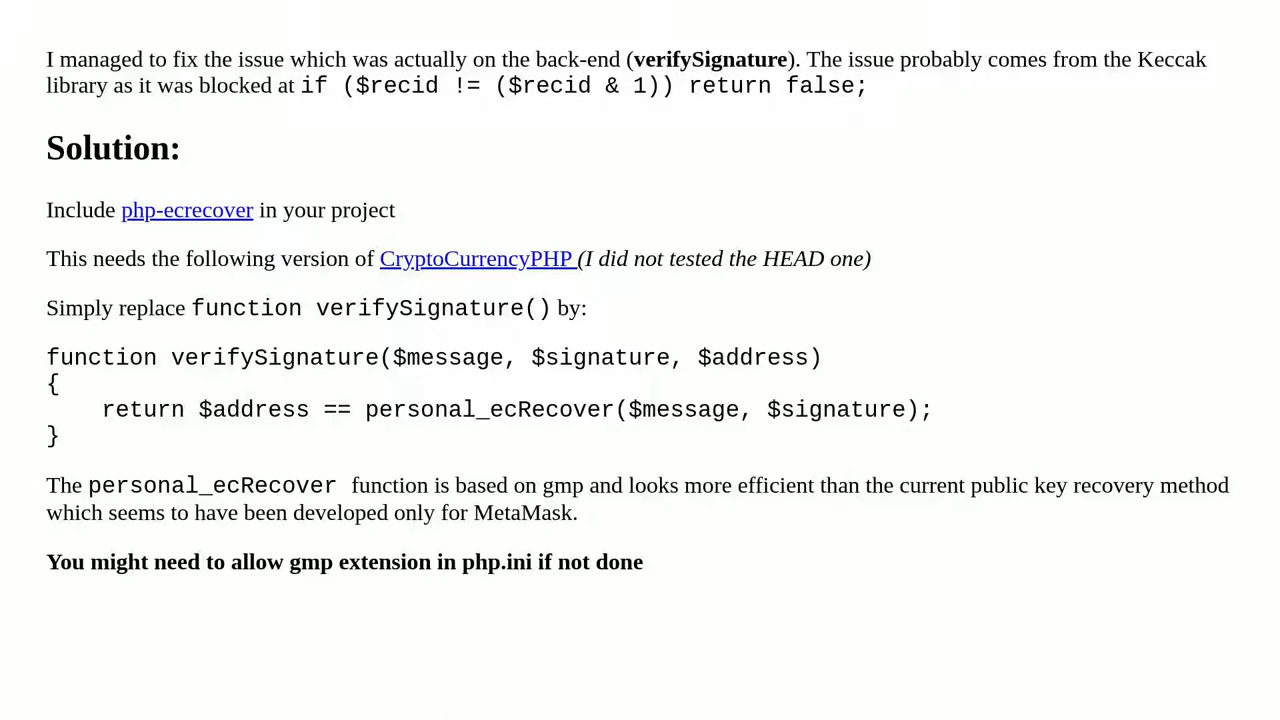 I managed to fix the issue which was actually on the back-end (verifySignature). The issue probably comes from the Keccak
library as it was blocked at if ($recid != ($recid & 1)) return false;
Solution:
Include php-ecrecover in your project
This needs the following version of CryptoCurrencyPHP (I did not tested the HEAD one)
Simply replace function verifySignature() by:
function verifySignature($message, $signature, $address)
{
    return $address == personal_ecRecover($message, $signature);
}
The personal_ecRecover function is based on gmp and looks more efficient than the current public key recovery method
which seems to have been developed only for MetaMask.
You might need to allow gmp extension in php.ini if not done